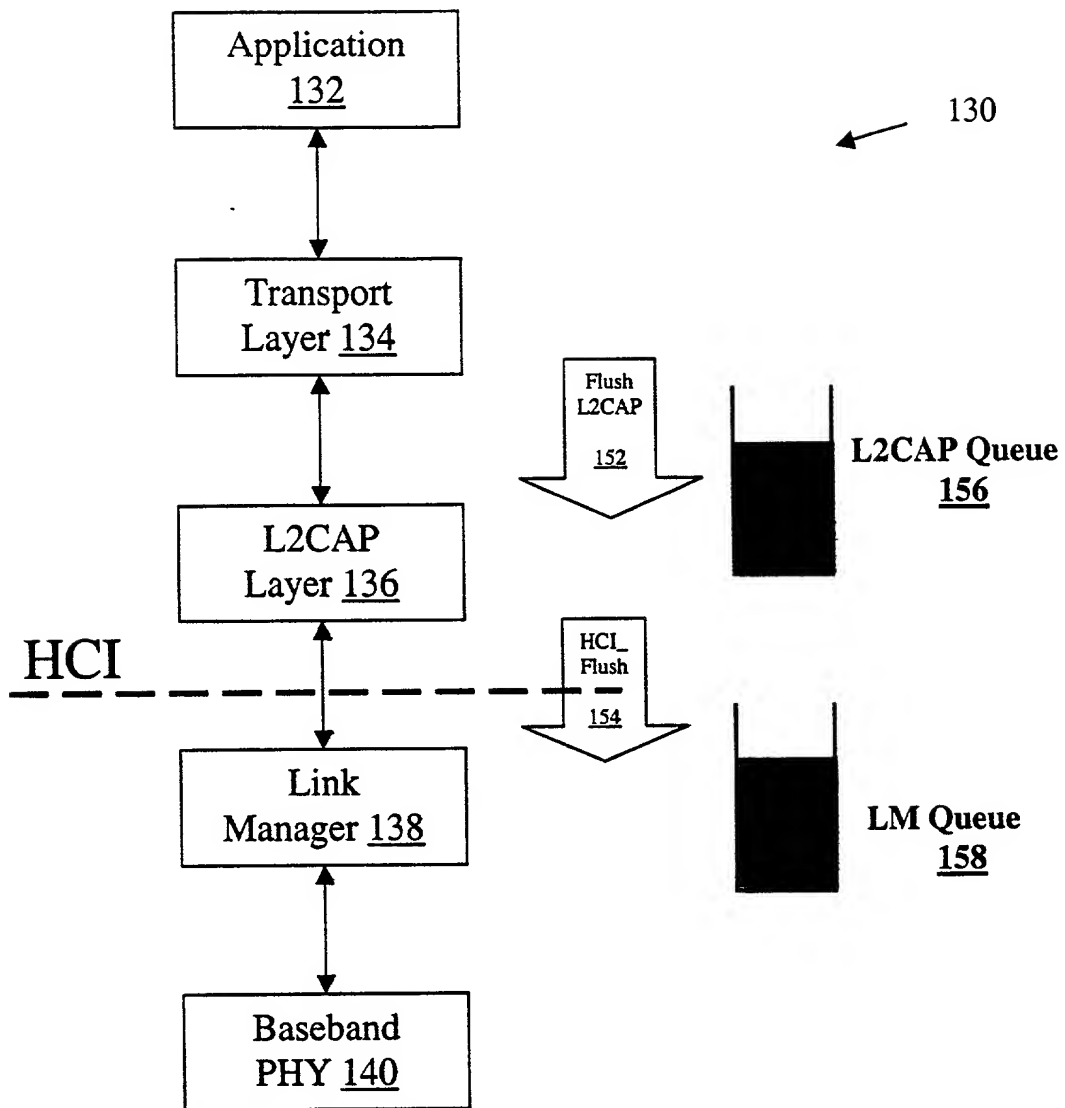 Application
132
130
Transport
Layer 134
Flush
L2CAP
152
L2CAP Queue
156
L2CAP
Layer 136
HCI
HCI_
Flush
154
Link
Manager 138
LM Queue
158
Baseband
PHY 140